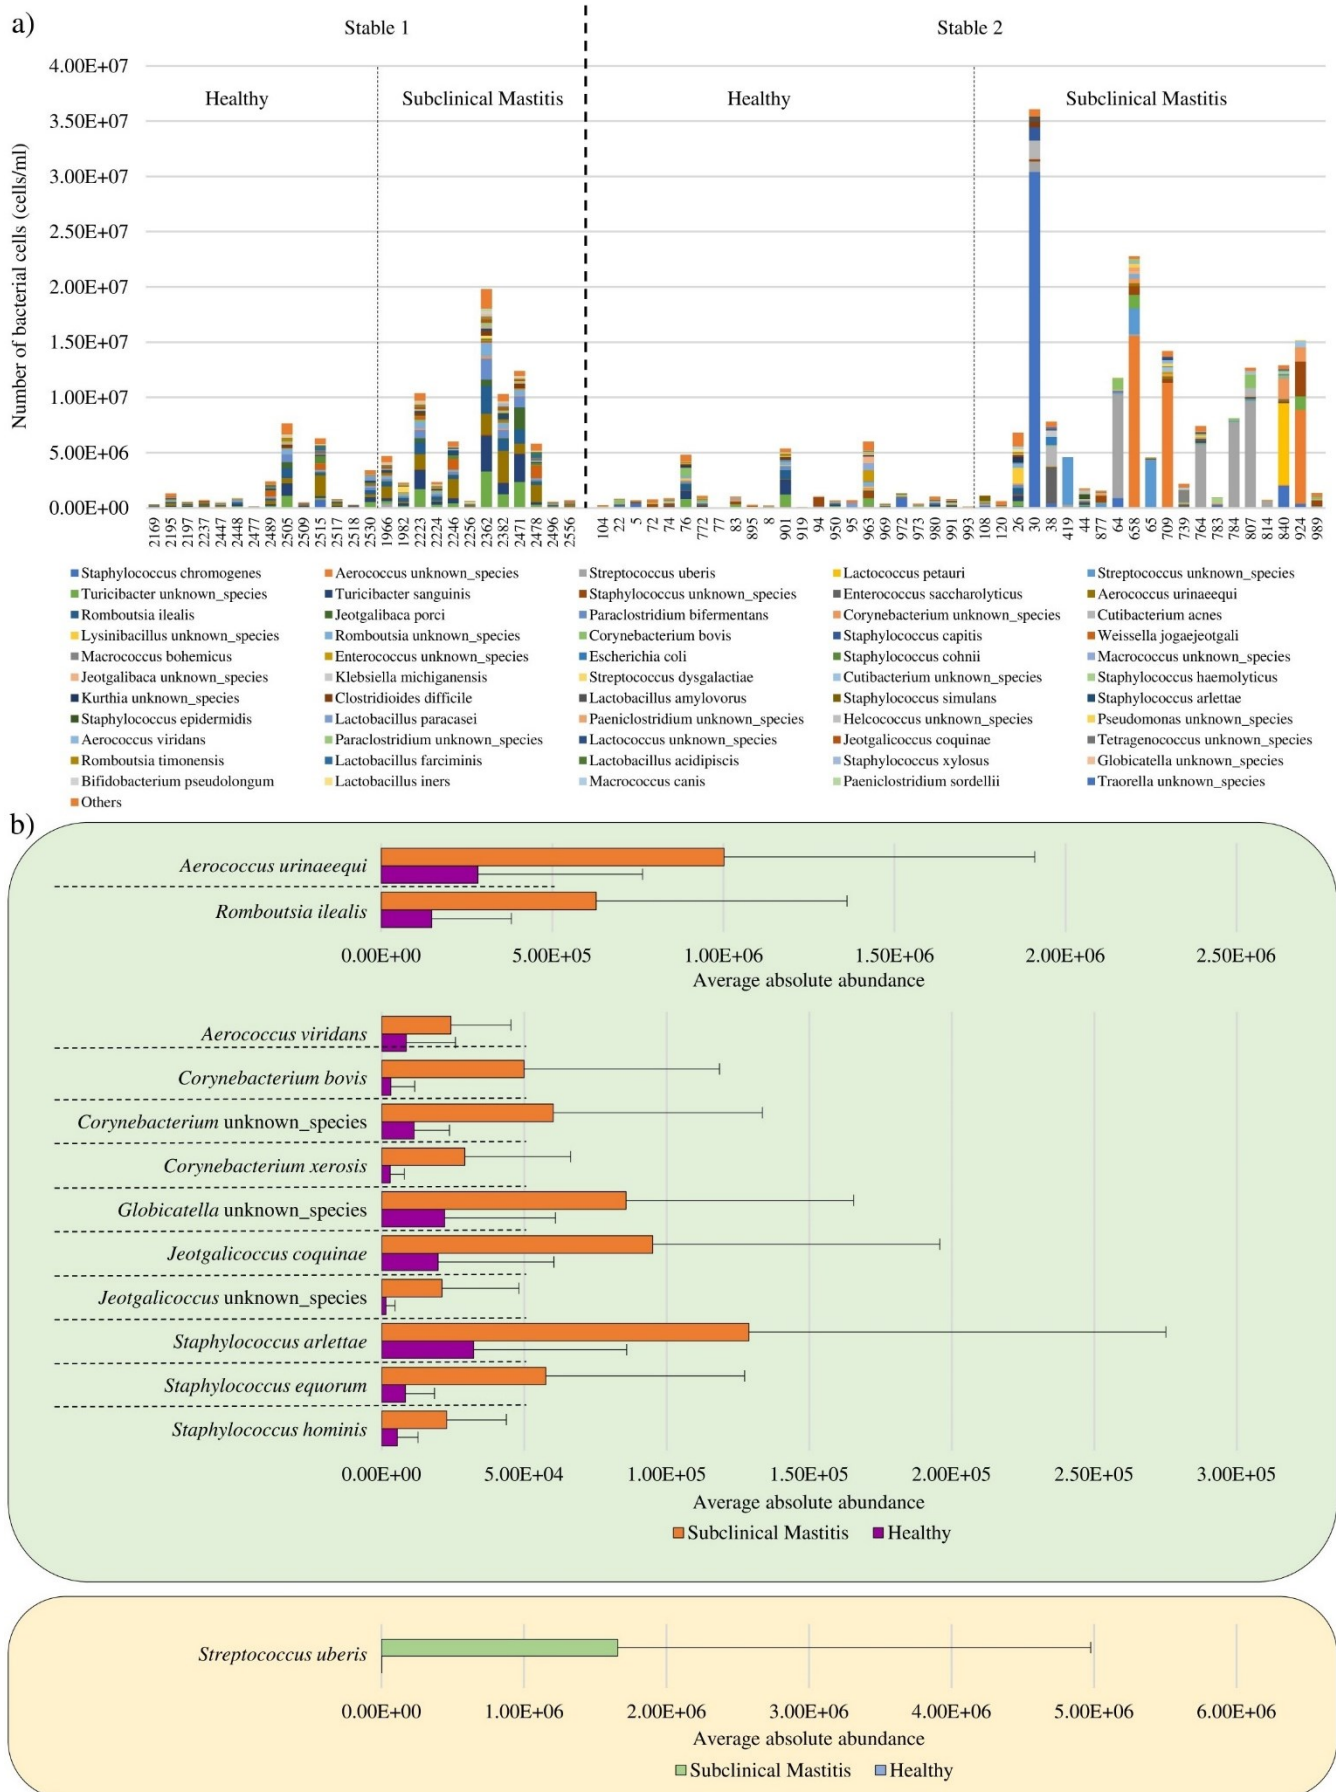 a)
Stable 1 Stable 2
Healthy Subclinical Mastitis Healthy Subclinical Mastitis
Number of bacterial cells (cells/ml)
4.00E+07
3.50E+07
3.00E+07
2.50E+07
2.00E+07
1.50E+07
1.00E+07
5.00E+06
0.00E+00
2169 2195 2197 2237 2447 2448 2477 2489 2505 2509 2515 2517 2518 2530 1966 1982 2223 2224 2246 2256 2362 2382 2471 2478 2496 2556 104 22 5 72 74 76 772 77 83 895 8 901 919 94 950 95 963 969 972 973 980 991 993 108 120 26 30 38 419 44 877 64 658 65 709 739 764 783 784 807 814 840 924 989
Staphylococcus chromogenes Aerococcus unknown_species Streptococcus uberis Lactococcus petauri Streptococcus unknown_species
Turicibacter unknown_species Turicibacter sanguinis Staphylococcus unknown_species Enterococcus saccharolyticus Aerococcus urinaeequi
Romboutsia ilealis Jeotgalibaca porci Paraclostridium bifermentans Corynebacterium unknown_species Cutibacterium acnes
Lysinibacillus unknown_species Romboutsia unknown_species Corynebacterium bovis Staphylococcus capitis Weissella jogaejeotgali
Macrococcus bohemicus Enterococcus unknown_species Escherichia coli Staphylococcus cohnii Macrococcus unknown_species
Jeotgalibaca unknown_species Klebsiella michiganensis Streptococcus dysgalactiae Cutibacterium unknown_species Staphylococcus haemolyticus
Kurthia unknown_species Clostridioides difficile Lactobacillus amylovorus Staphylococcus simulans Staphylococcus arlettae
Staphylococcus epidermidis Lactobacillus paracasei Paeniclostridium unknown_species Helcococcus unknown_species Pseudomonas unknown_species
Aerococcus viridans Paraclostridium unknown_species Lactococcus unknown_species Jeotgalicoccus coquinae Tetragenococcus unknown_species
Romboutsia timonensis Lactobacillus farciminis Lactobacillus acidipiscis Staphylococcus xylosus Globicatella unknown_species
Bifidobacterium pseudolongum Lactobacillus iners Macrococcus canis Paeniclostridium sordellii Traorella unknown_species
Others
b)
Aerococcus urinaeequi
Romboutsia ilealis
0.00E+00 5.00E+05 1.00E+06 1.50E+06 2.00E+06 2.50E+06
Average absolute abundance
Aerococcus viridans
Corynebacterium bovis
Corynebacterium unknown_species
Corynebacterium xerosis
Globicatella unknown_species
Jeotgalicoccus coquinae
Jeotgalicoccus unknown_species
Staphylococcus arlettae
Staphylococcus equorum
Staphylococcus hominis
0.00E+00 5.00E+04 1.00E+05 1.50E+05 2.00E+05 2.50E+05 3.00E+05
Average absolute abundance
Subclinical Mastitis Healthy
Streptococcus uberis
0.00E+00 1.00E+06 2.00E+06 3.00E+06 4.00E+06 5.00E+06 6.00E+06
Average absolute abundance
Subclinical Mastitis Healthy